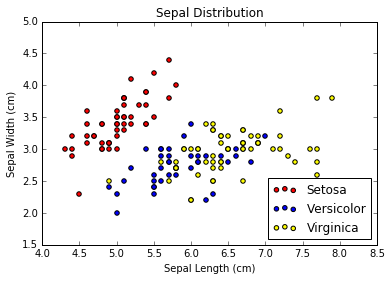 Sepal Distribution
5.0
4.5
4.0
3.5
3.0
2.5
2.0
1.5
Sepal Width (cm)
Setosa
Versicolor
Virginica
4.0 4.5 5.0 5.5 6.0 6.5 7.0 7.5 8.0 8.5
Sepal Length (cm)